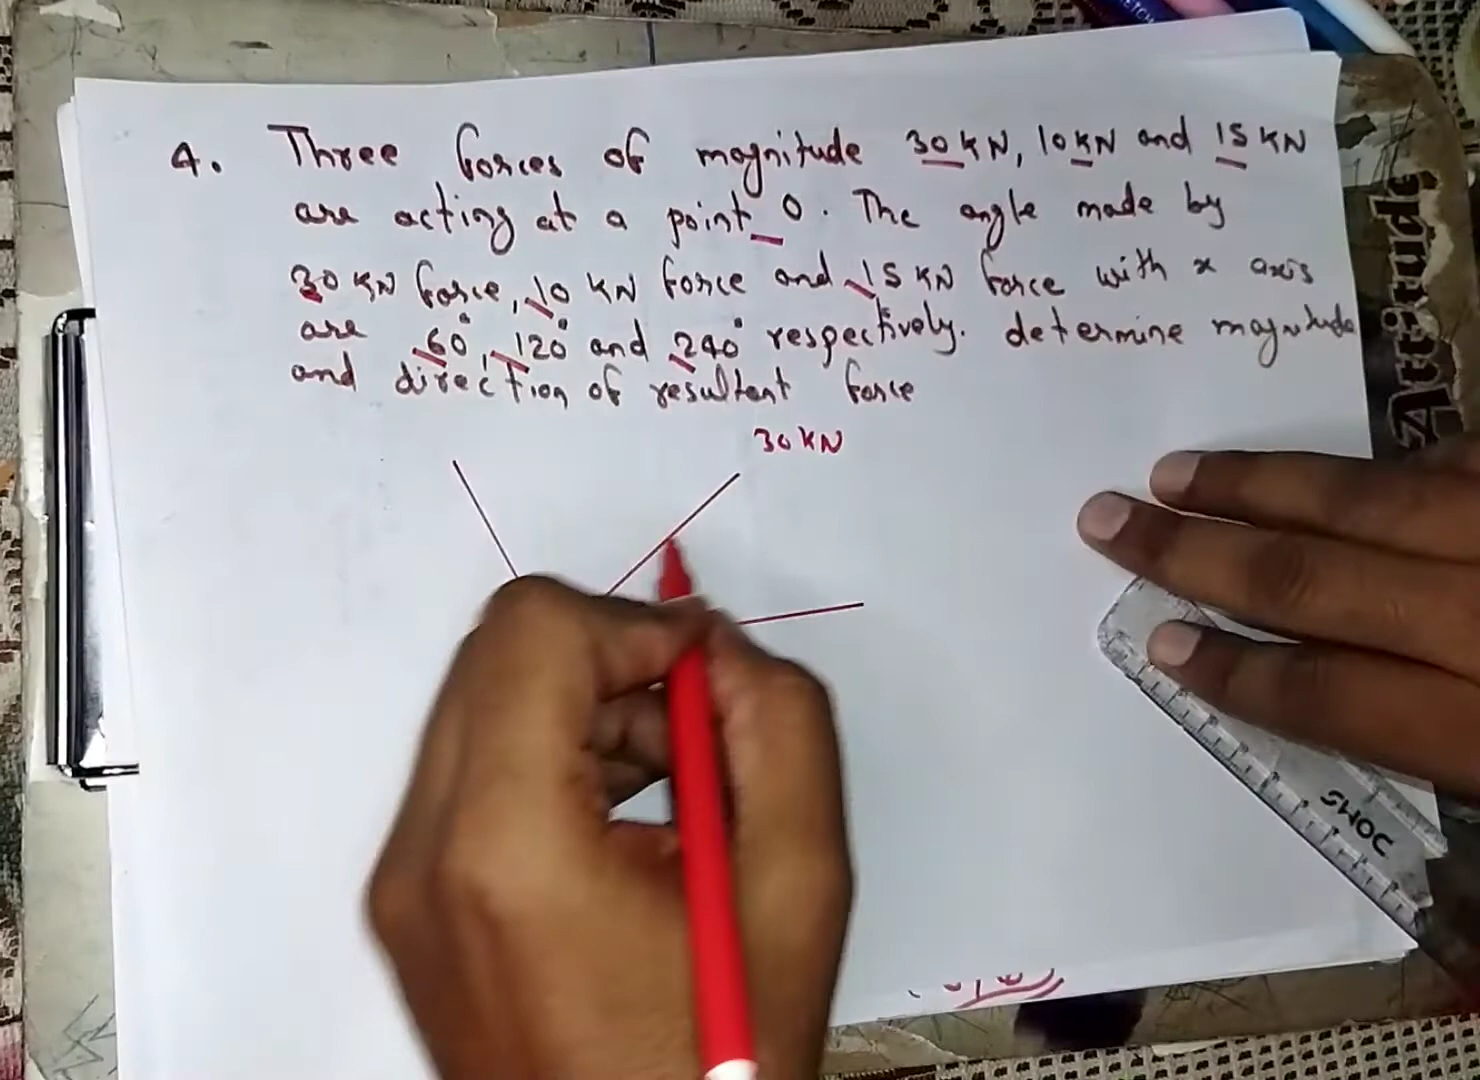 4. Three forces of magnitude 30 KN, 10 KN and 15 KN
are acting at a point O. The angle made by
30 KN force, 10 KN force and 15 KN force with x axis
are 60°, 120° and 240° respectively. determine magnitude
and direction of resultant force
30 KN
Attitude
DOMS